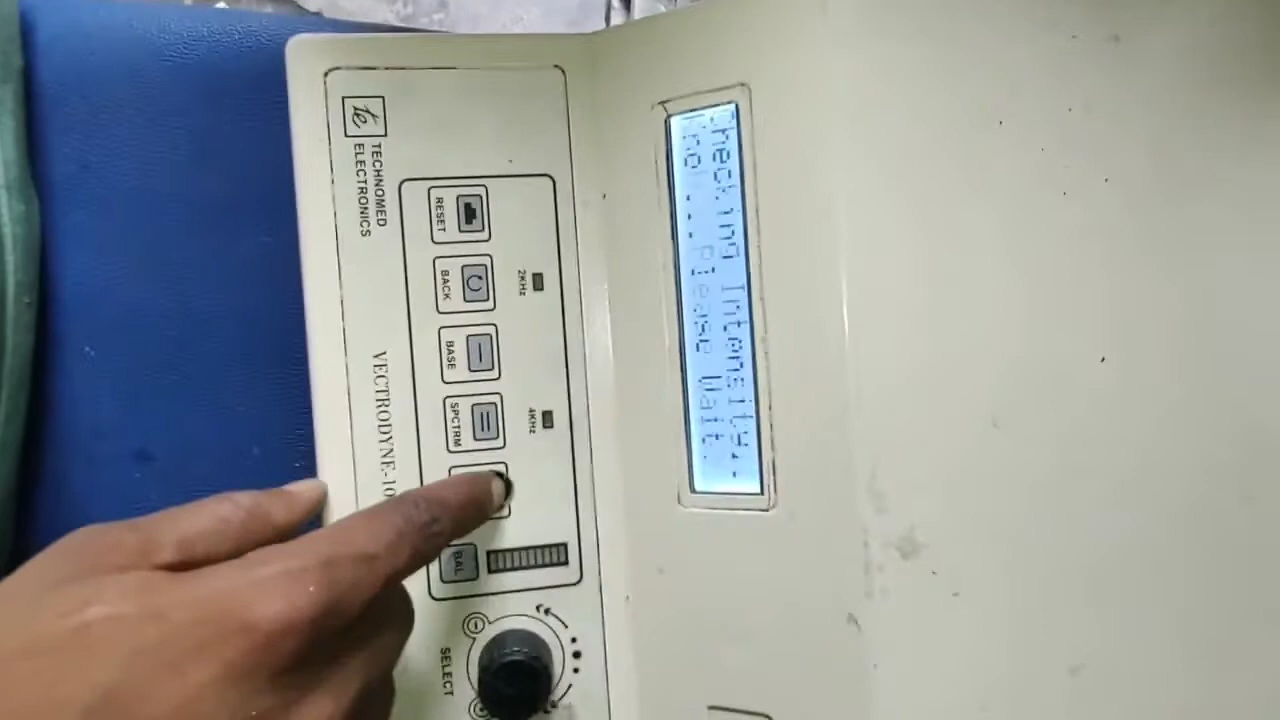 TECHNOMED
ELECTRONICS
Checking Intensity..
Please Wait.
2KHz
4KHz
RESET
BACK
BASE
SPCTRM
BAL
VECTRODYNE-10
SELECT